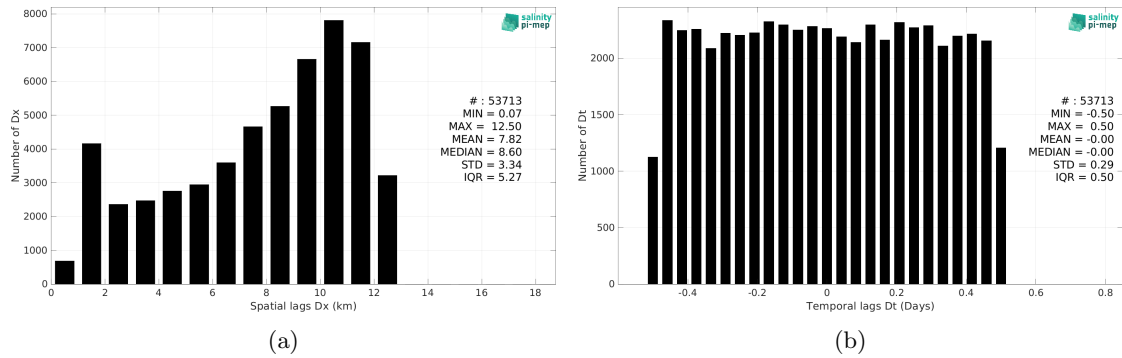 8000
7000
6000
5000
4000
3000
2000
1000
0
0 2 4 6 8 10 12 14 16 18
Number of Dx
Spatial lags Dx (km)
salinity
pi-mep
# : 53713
MIN = 0.07
MAX = 12.50
MEAN = 7.82
MEDIAN = 8.60
STD = 3.34
IQR = 5.27
(a)
2000
1500
1000
500
0
-0.4 -0.2 0 0.2 0.4 0.6 0.8
Number of Dt
Temporal lags Dt (Days)
salinity
pi-mep
# : 53713
MIN = -0.50
MAX = 0.50
MEAN = -0.00
MEDIAN = -0.00
STD = 0.29
IQR = 0.50
(b)